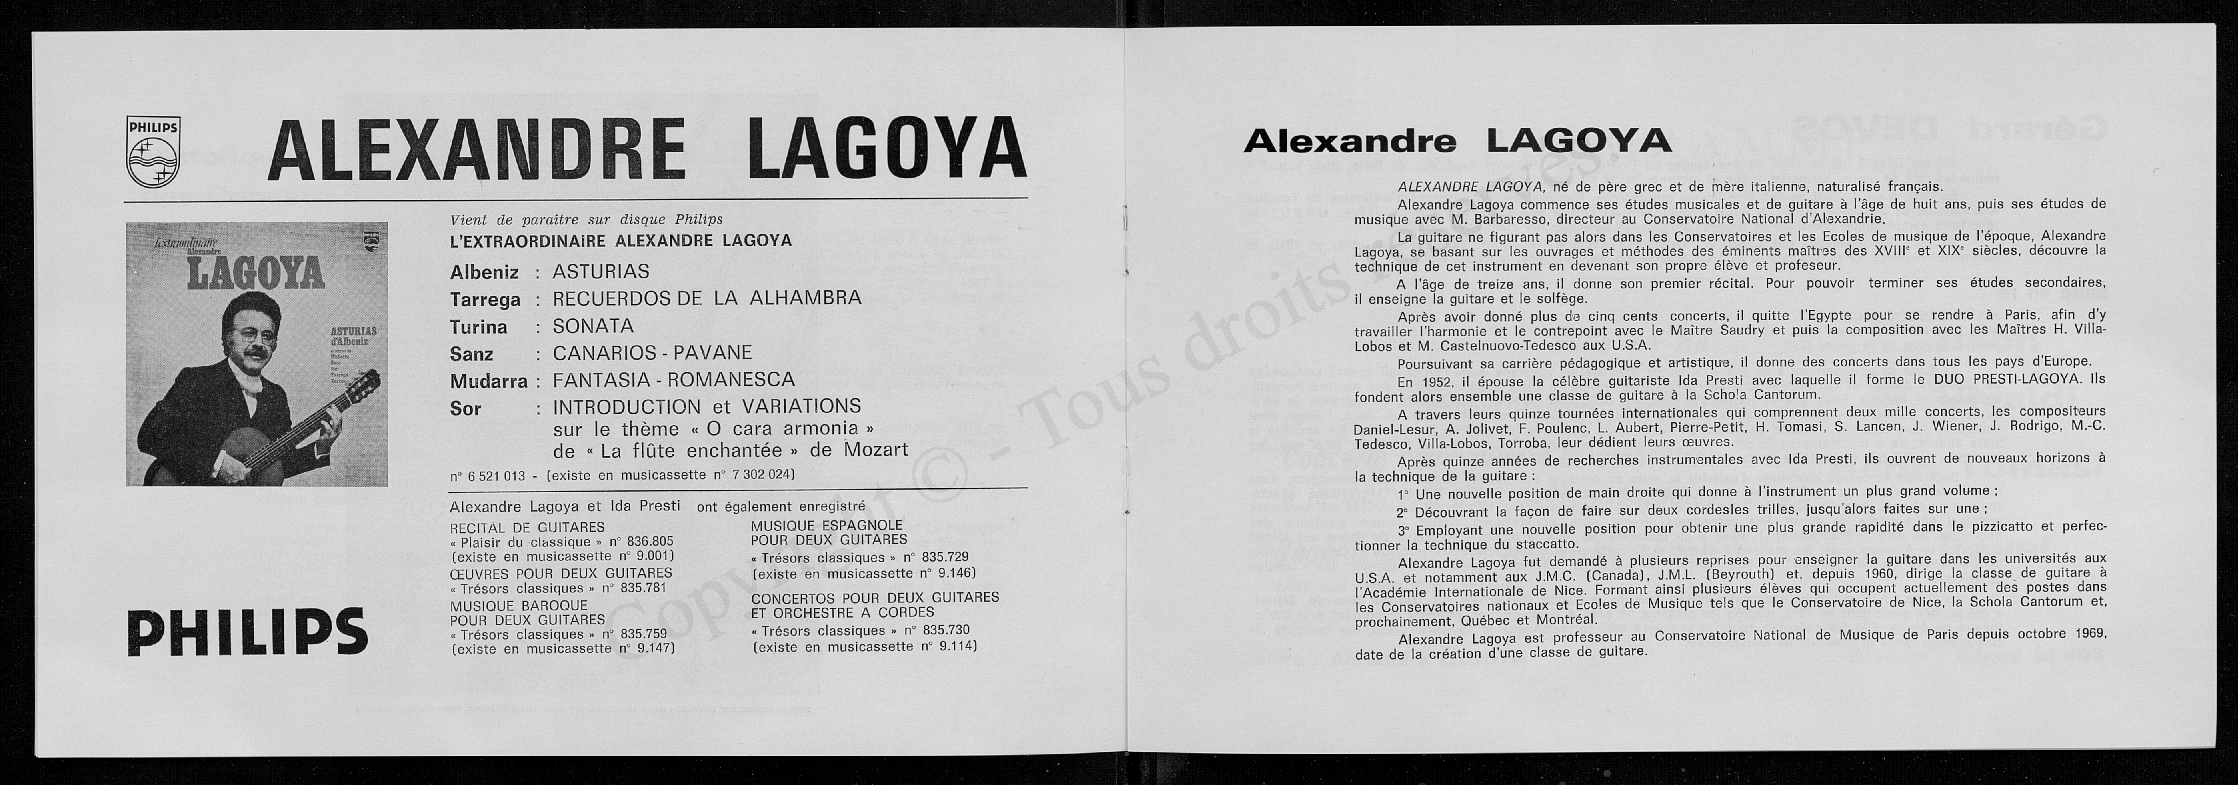 PHILIPS
ALEXANDRE LAGOYA
L'extraordinaire
Alexandre
LAGOYA
ASTURIAS
d'Albeniz
Vient de paraître sur disque Philips
L'EXTRAORDINAIRE ALEXANDRE LAGOYA
Albeniz : ASTURIAS
Tarrega : RECUERDOS DE LA ALHAMBRA
Turina : SONATA
Sanz : CANARIOS - PAVANE
Mudarra : FANTASIA - ROMANESCA
Sor : INTRODUCTION et VARIATIONS
sur le thème « O cara armonia »
de « La flûte enchantée » de Mozart
n° 6 521 013 - (existe en musicassette n° 7 302 024)
Alexandre Lagoya et Ida Presti ont également enregistré
RECITAL DE GUITARES
« Plaisir du classique » n° 836.805
(existe en musicassette n° 9.001)
ŒUVRES POUR DEUX GUITARES
« Trésors classiques » n° 835.781
MUSIQUE BAROQUE
POUR DEUX GUITARES
« Trésors classiques » n° 835.759
(existe en musicassette n° 9.147)
MUSIQUE ESPAGNOLE
POUR DEUX GUITARES
« Trésors classiques » n° 835.729
(existe en musicassette n° 9.146)
CONCERTOS POUR DEUX GUITARES
ET ORCHESTRE A CORDES
« Trésors classiques » n° 835.730
(existe en musicassette n° 9.114)
PHILIPS
Alexandre LAGOYA
ALEXANDRE LAGOYA, né de père grec et de mère italienne, naturalisé français.
Alexandre Lagoya commence ses études musicales et de guitare à l'âge de huit ans, puis ses études de
musique avec M. Barbaresso, directeur au Conservatoire National d'Alexandrie.
La guitare ne figurant pas alors dans les Conservatoires et les Ecoles de musique de l'époque, Alexandre
Lagoya, se basant sur les ouvrages et méthodes des éminents maîtres des XVIIIe et XIXe siècles, découvre la
technique de cet instrument en devenant son propre élève et profeseur.
A l'âge de treize ans, il donne son premier récital. Pour pouvoir terminer ses études secondaires,
il enseigne la guitare et le solfège.
Après avoir donné plus de cinq cents concerts, il quitte l'Egypte pour se rendre à Paris, afin d'y
travailler l'harmonie et le contrepoint avec le Maître Saudry et puis la composition avec les Maîtres H. Villa-
Lobos et M. Castelnuovo-Tedesco aux U.S.A.
Poursuivant sa carrière pédagogique et artistique, il donne des concerts dans tous les pays d'Europe.
En 1952, il épouse la célèbre guitariste Ida Presti avec laquelle il forme le DUO PRESTI-LAGOYA. Ils
fondent alors ensemble une classe de guitare à la Schola Cantorum.
A travers leurs quinze tournées internationales qui comprennent deux mille concerts, les compositeurs
Daniel-Lesur, A. Jolivet, F. Poulenc, L. Aubert, Pierre-Petit, H. Tomasi, S. Lancen, J. Wiener, J. Rodrigo, M.-C.
Tedesco, Villa-Lobos, Torroba, leur dédient leurs œuvres.
Après quinze années de recherches instrumentales avec Ida Presti, ils ouvrent de nouveaux horizons à
la technique de la guitare :
1° Une nouvelle position de main droite qui donne à l'instrument un plus grand volume ;
2° Découvrant la façon de faire sur deux cordesles trilles, jusqu'alors faites sur une ;
3° Employant une nouvelle position pour obtenir une plus grande rapidité dans le pizzicatto et perfec-
tionner la technique du staccatto.
Alexandre Lagoya fut demandé à plusieurs reprises pour enseigner la guitare dans les universités aux
U.S.A. et notamment aux J.M.C. (Canada), J.M.L. (Beyrouth) et, depuis 1960, dirige la classe de guitare à
l'Académie Internationale de Nice. Formant ainsi plusieurs élèves qui occupent actuellement des postes dans
les Conservatoires nationaux et Ecoles de Musique tels que le Conservatoire de Nice, la Schola Cantorum et,
prochainement, Québec et Montréal.
Alexandre Lagoya est professeur au Conservatoire National de Musique de Paris depuis octobre 1969,
date de la création d'une classe de guitare.
Copyright © - Tous droits réservés.